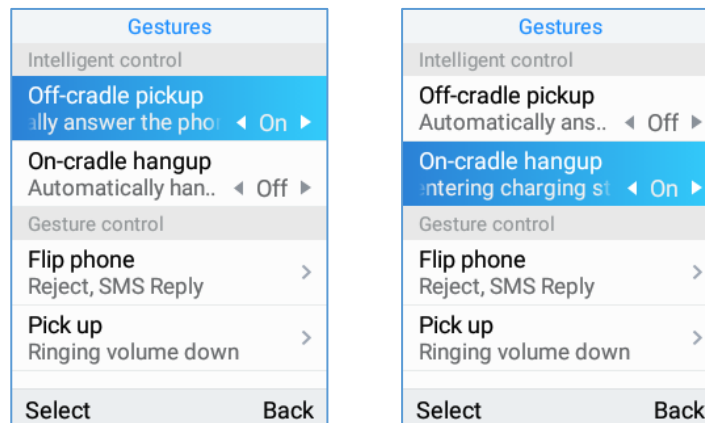 Gestures
Intelligent control
Off-cradle pickup
ally answer the phon On
On-cradle hangup
Automatically han.. Off
Gesture control
Flip phone
Reject, SMS Reply
Pick up
Ringing volume down
Select Back
Gestures
Intelligent control
Off-cradle pickup
Automatically ans.. Off
On-cradle hangup
entering charging st On
Gesture control
Flip phone
Reject, SMS Reply
Pick up
Ringing volume down
Select Back